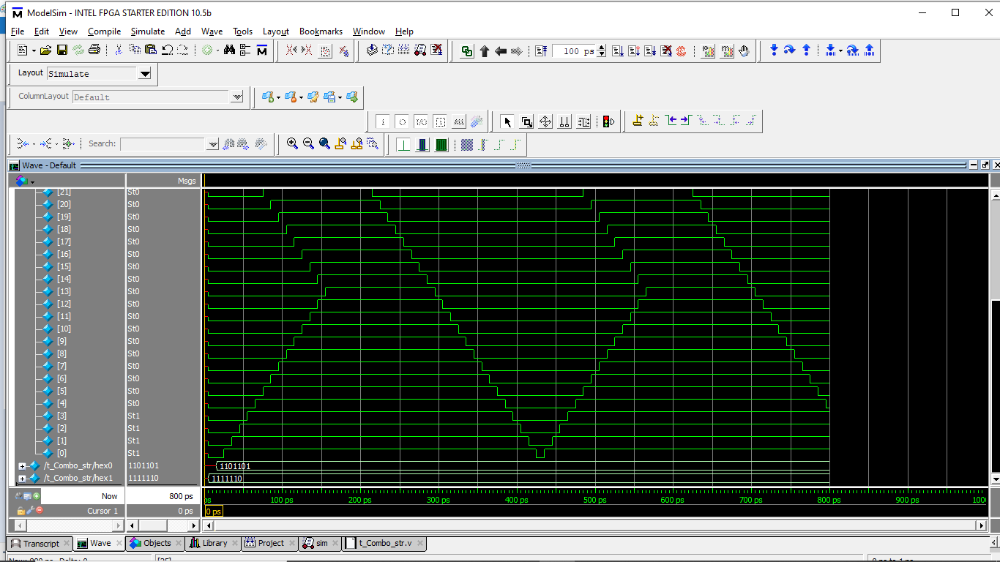 ModelSim - INTEL FPGA STARTER EDITION 10.5b
File Edit View Compile Simulate Add Wave Tools Layout Bookmarks Window Help
100 ps
Layout Simulate
ColumnLayout Default
ALL
Search:
Wave - Default
Msgs
[21] St0
[20] St0
[19] St0
[18] St0
[17] St0
[16] St0
[15] St0
[14] St0
[13] St0
[12] St0
[11] St0
[10] St0
[9] St0
[8] St0
[7] St0
[6] St0
[5] St0
[4] St0
[3] St1
[2] St1
[1] St1
[0] St1
/t_Combo_str/hex0 1101101 1101101
/t_Combo_str/hex1 1111110 1111110
Now 800 ps ps 100 ps 200 ps 300 ps 400 ps 500 ps 600 ps 700 ps 800 ps 900 ps 1000
Cursor 1 0 ps 0 ps
Transcript Wave Objects Library Project sim t_Combo_str.v